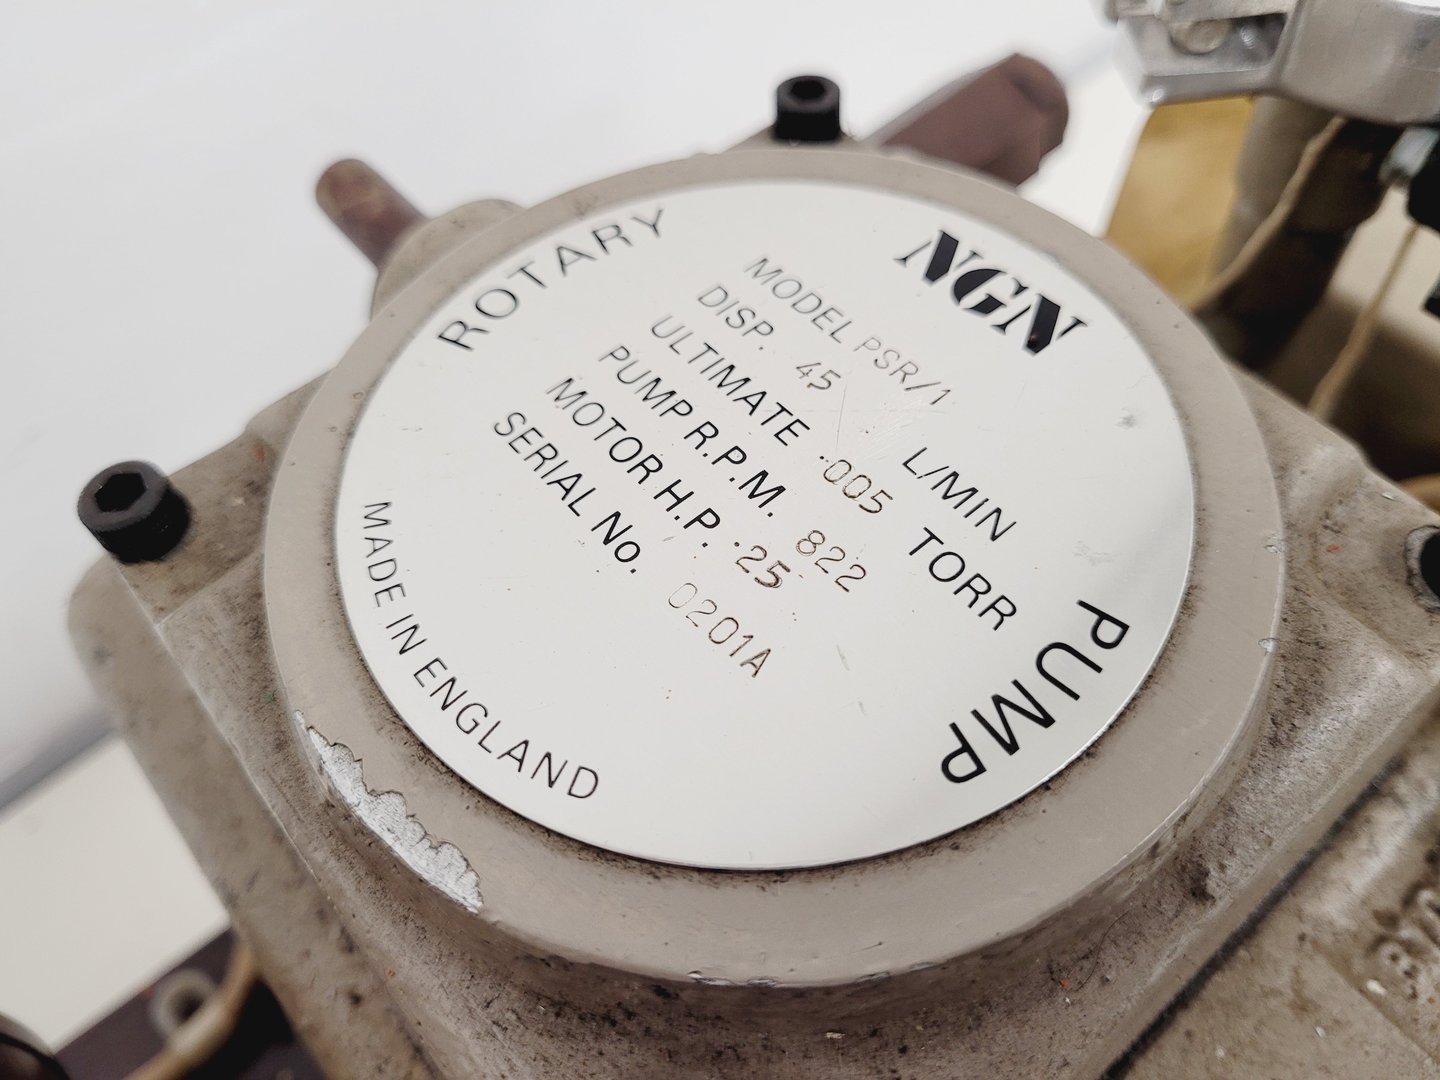 NGN
ROTARY
MODEL PSR/1
DISP. 45 L/MIN
ULTIMATE ·005 TORR
PUMP R.P.M. 822
MOTOR H.P. ·25
SERIAL No. 0201A
PUMP
MADE IN ENGLAND